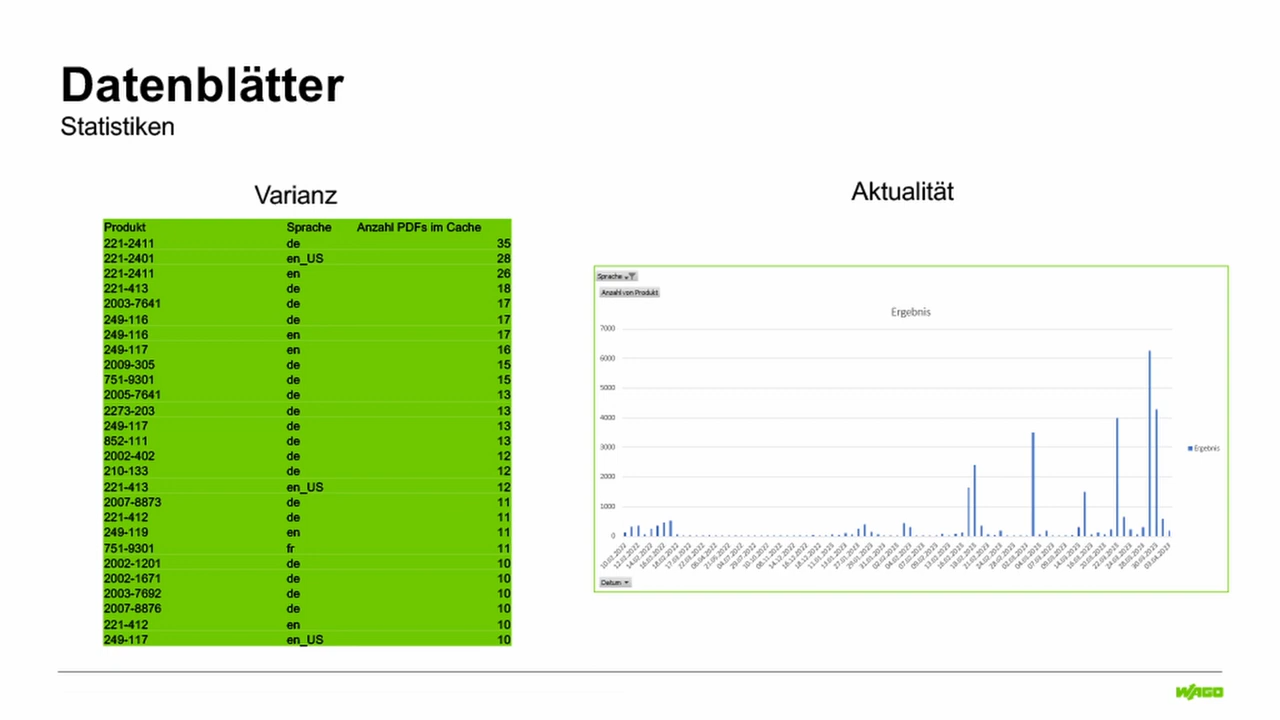 Datenblätter
Statistiken
Varianz
Produkt Sprache Anzahl PDFs im Cache
221-2411 de 35
221-2401 en_US 28
221-2411 en 26
221-413 de 18
2003-7641 de 17
249-116 de 17
249-116 en 17
249-117 en 16
2009-305 de 15
751-9301 de 15
2005-7641 de 13
2273-203 de 13
249-117 de 13
852-111 de 13
2002-402 de 12
210-133 de 12
221-413 en_US 12
2007-8873 de 11
221-412 de 11
249-119 en 11
751-9301 fr 11
2002-1201 de 10
2002-1671 de 10
2003-7692 de 10
2007-8876 de 10
221-412 en 10
249-117 en_US 10
Aktualität
Sprache
Anzahl von Produkt
Ergebnis
7000
6000
5000
4000
3000
2000
1000
0
Ergebnis
Datum
WAGO